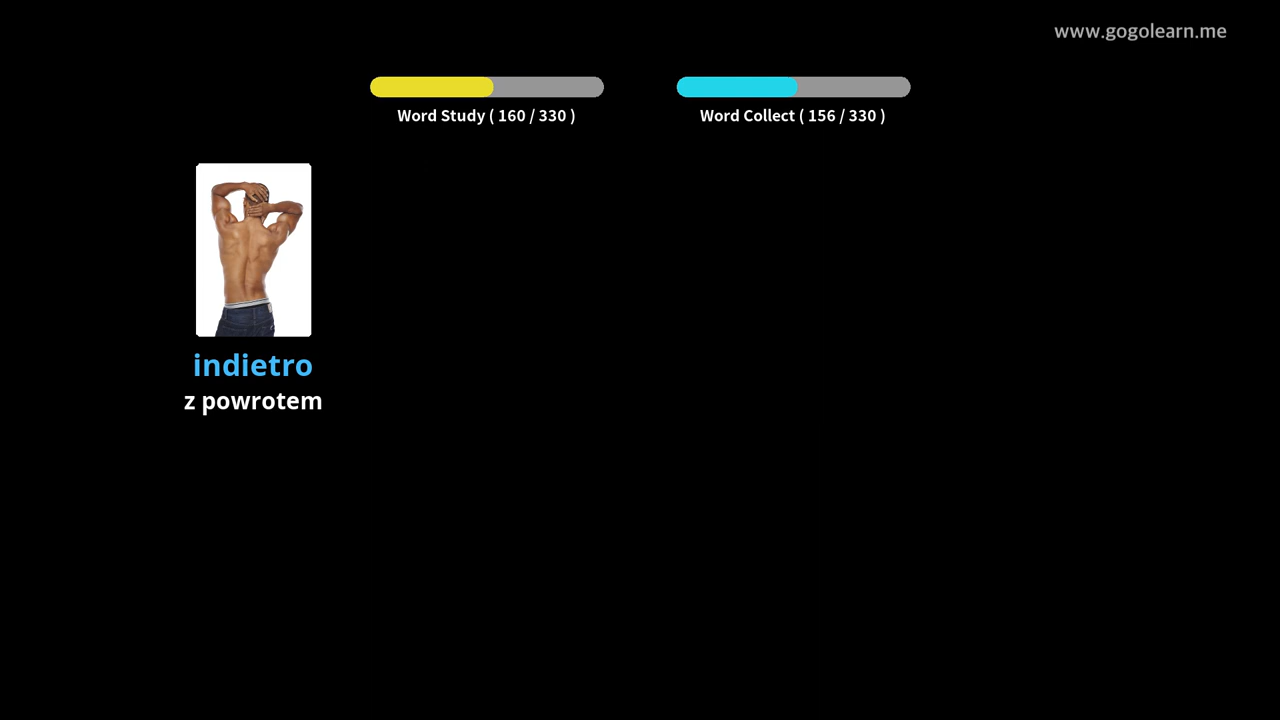 www.gogolearn.me
Word Study ( 160 / 330 )
Word Collect ( 156 / 330 )
indietro
z powrotem